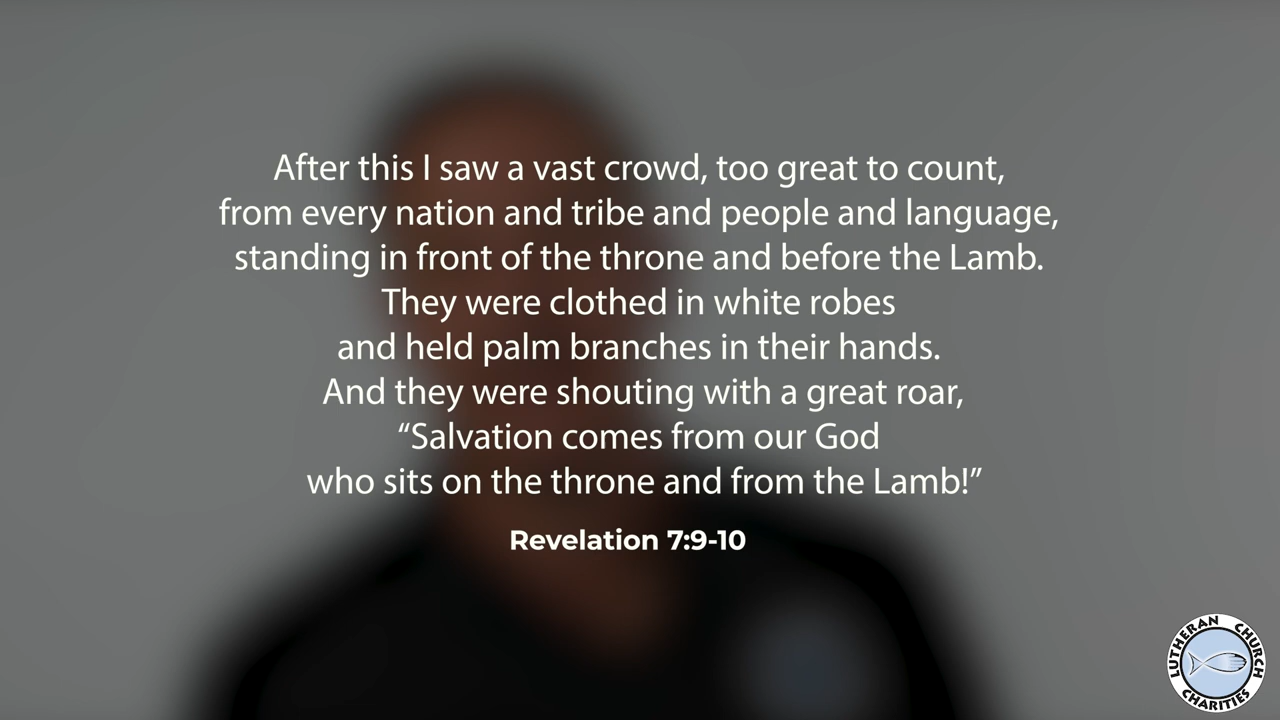 After this I saw a vast crowd, too great to count,
from every nation and tribe and people and language,
standing in front of the throne and before the Lamb.
They were clothed in white robes
and held palm branches in their hands.
And they were shouting with a great roar,
“Salvation comes from our God
who sits on the throne and from the Lamb!”
Revelation 7:9-10
LUTHERAN CHURCH
CHARITIES